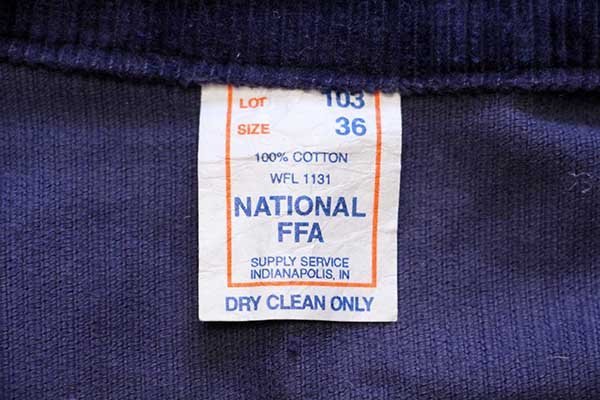 LOT 103
SIZE 36
100% COTTON
WFL 1131
NATIONAL
FFA
SUPPLY SERVICE
INDIANAPOLIS, IN
DRY CLEAN ONLY